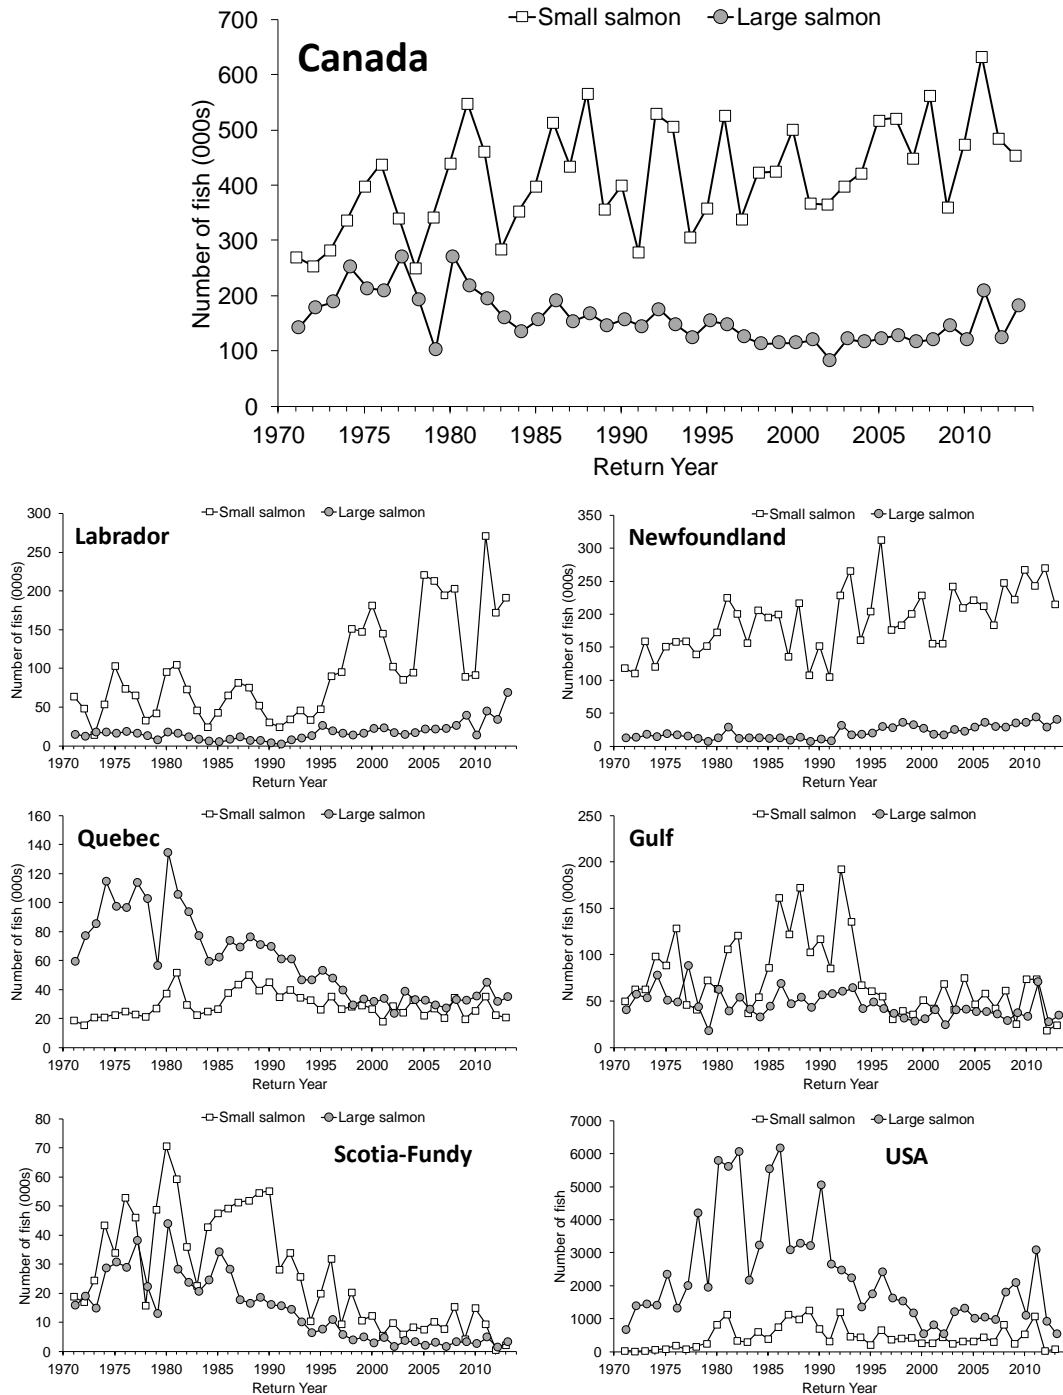 Small salmon Large salmon
Canada
Number of fish (000s)
700
600
500
400
300
200
100
0
1970 1975 1980 1985 1990 1995 2000 2005 2010
Return Year
Small salmon Large salmon
Labrador
Number of fish (000s)
300
250
200
150
100
50
0
1970 1975 1980 1985 1990 1995 2000 2005 2010
Return Year
Small salmon Large salmon
Newfoundland
Number of fish (000s)
350
300
250
200
150
100
50
0
1970 1975 1980 1985 1990 1995 2000 2005 2010
Return Year
Small salmon Large salmon
Quebec
Number of fish (000s)
160
140
120
100
80
60
40
20
0
1970 1975 1980 1985 1990 1995 2000 2005 2010
Return Year
Small salmon Large salmon
Gulf
Number of fish (000s)
250
200
150
100
50
0
1970 1975 1980 1985 1990 1995 2000 2005 2010
Return Year
Small salmon Large salmon
Scotia-Fundy
Number of fish (000s)
80
70
60
50
40
30
20
10
0
1970 1975 1980 1985 1990 1995 2000 2005 2010
Return Year
Small salmon Large salmon
USA
Number of fish
7000
6000
5000
4000
3000
2000
1000
0
1970 1975 1980 1985 1990 1995 2000 2005 2010
Return Year